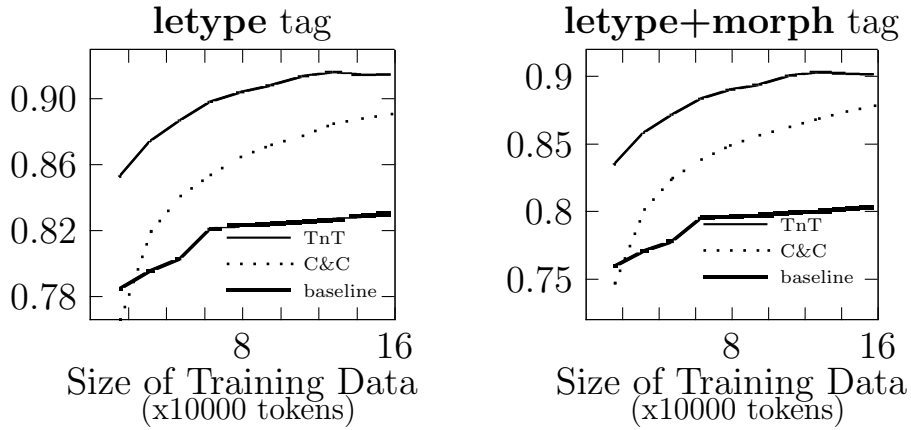 letype tag
0.90
0.86
0.82
0.78
TnT
C&C
baseline
8
16
Size of Training Data
(x10000 tokens)
letype+morph tag
0.9
0.85
0.8
0.75
TnT
C&C
baseline
8
16
Size of Training Data
(x10000 tokens)